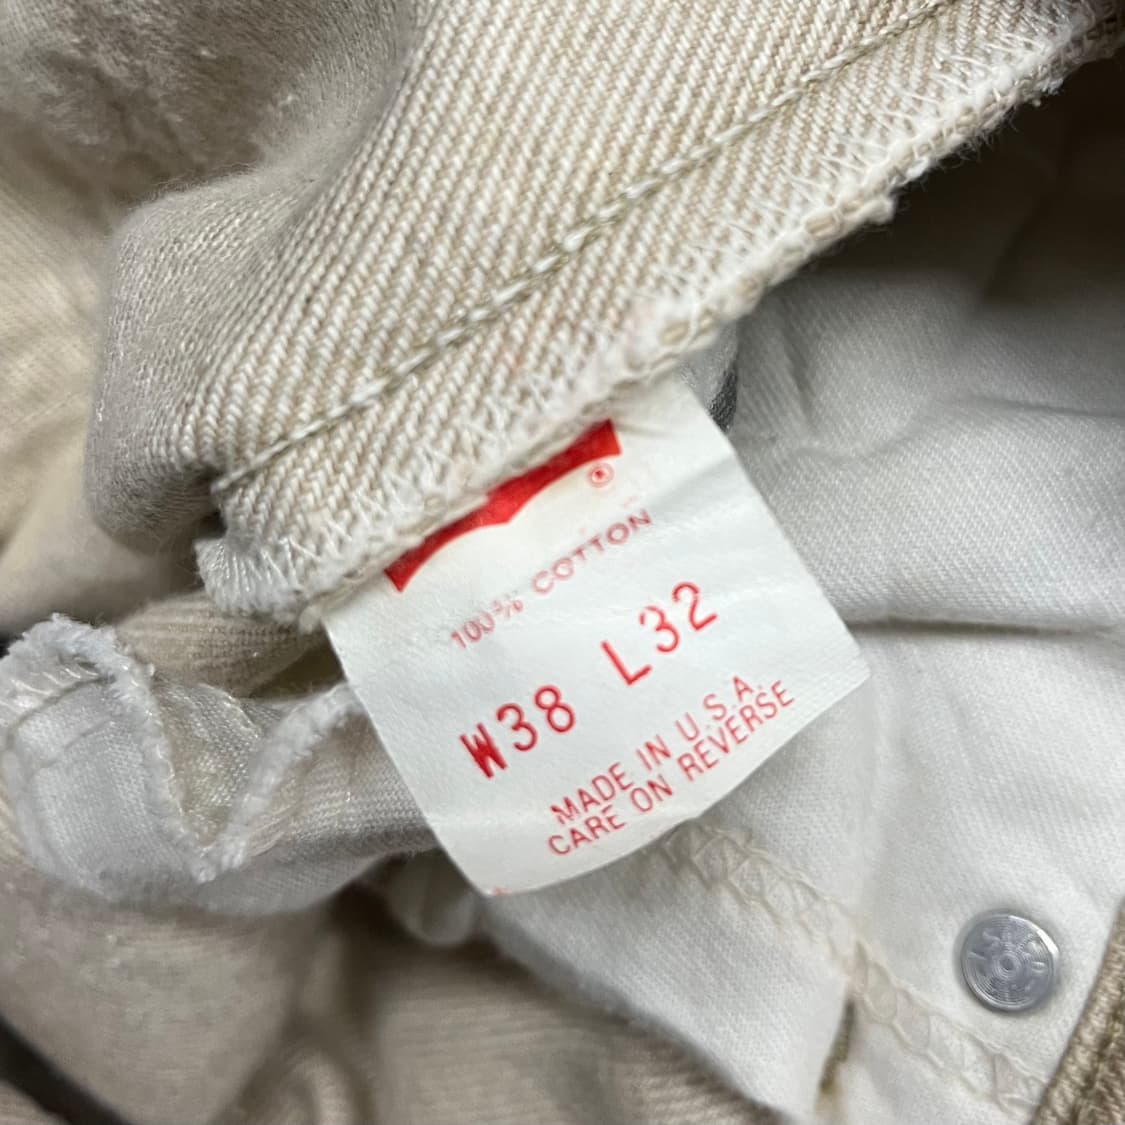 ®
100% COTTON
W38 L32
MADE IN U.S.A.
CARE ON REVERSE